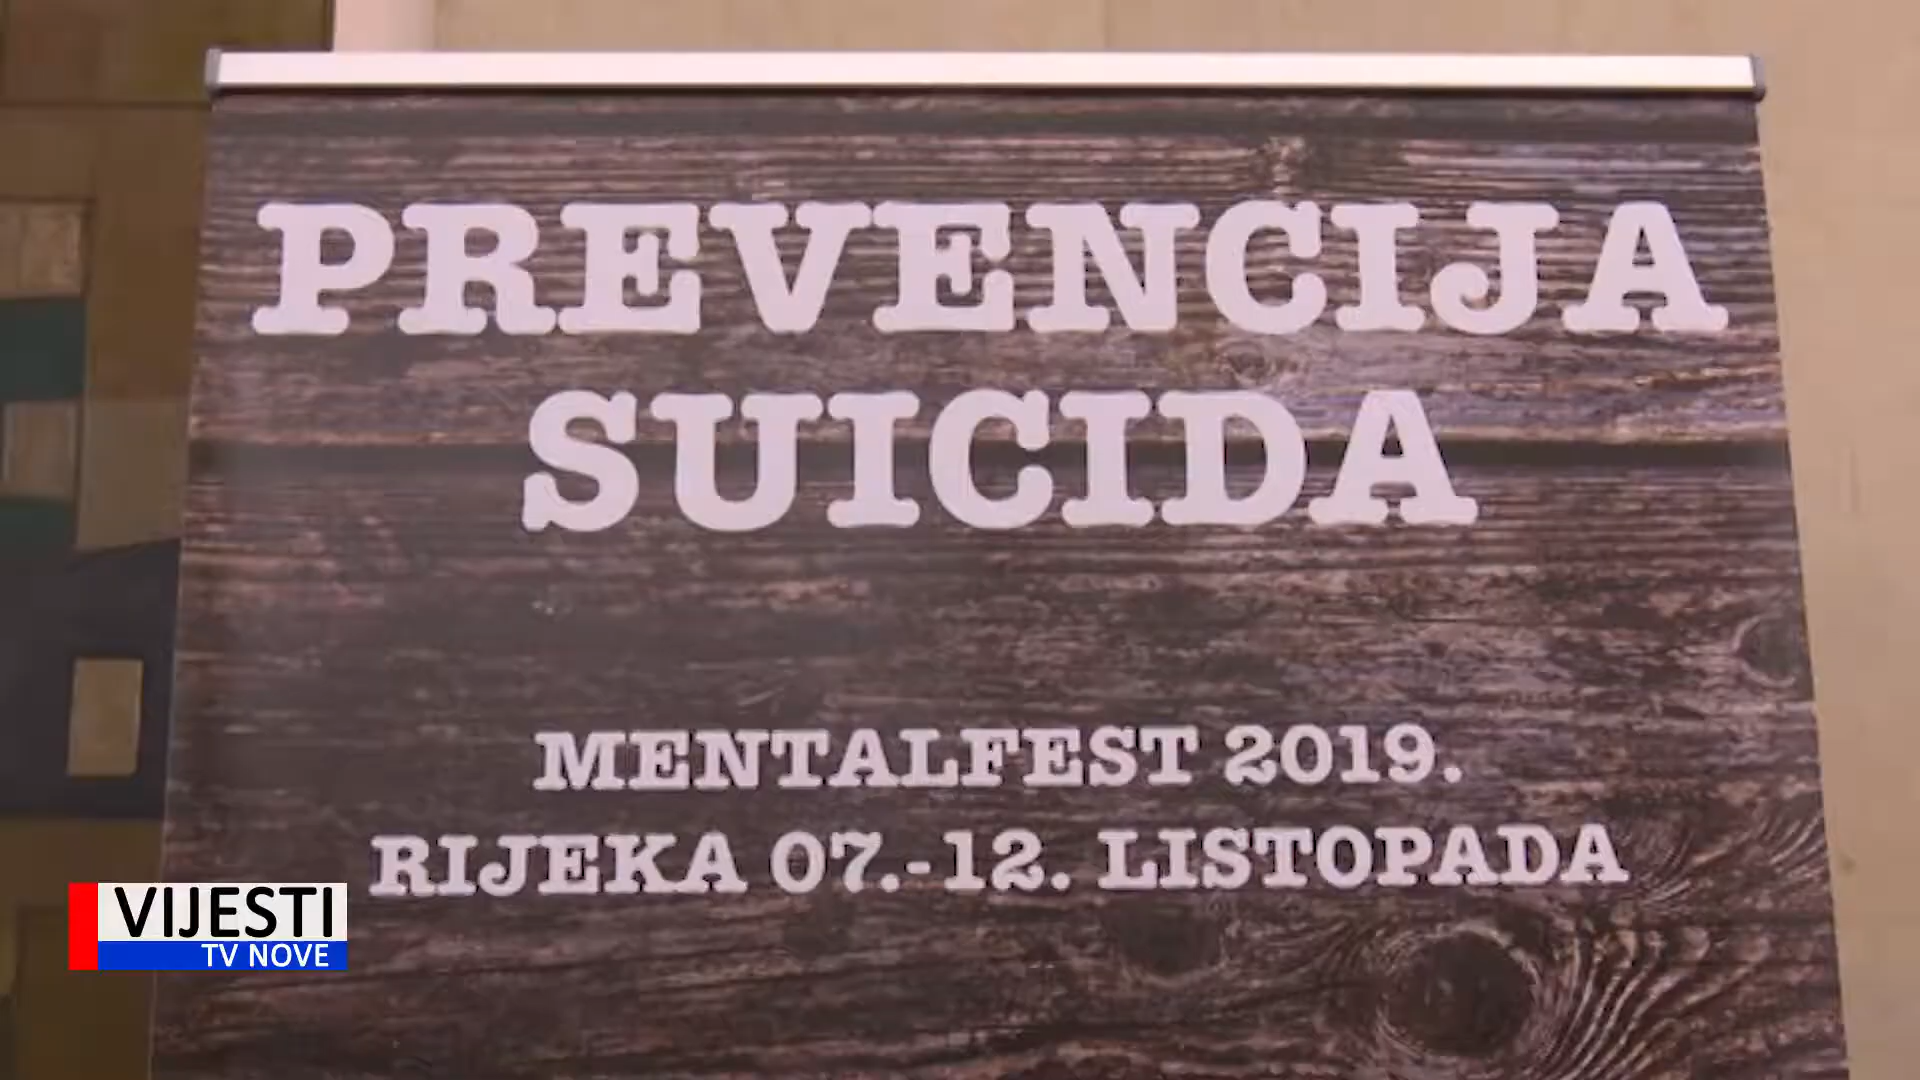 PREVENCIJA
SUICIDA
MENTALFEST 2019.
RIJEKA 07.-12. LISTOPADA
VIJESTI
TV NOVE